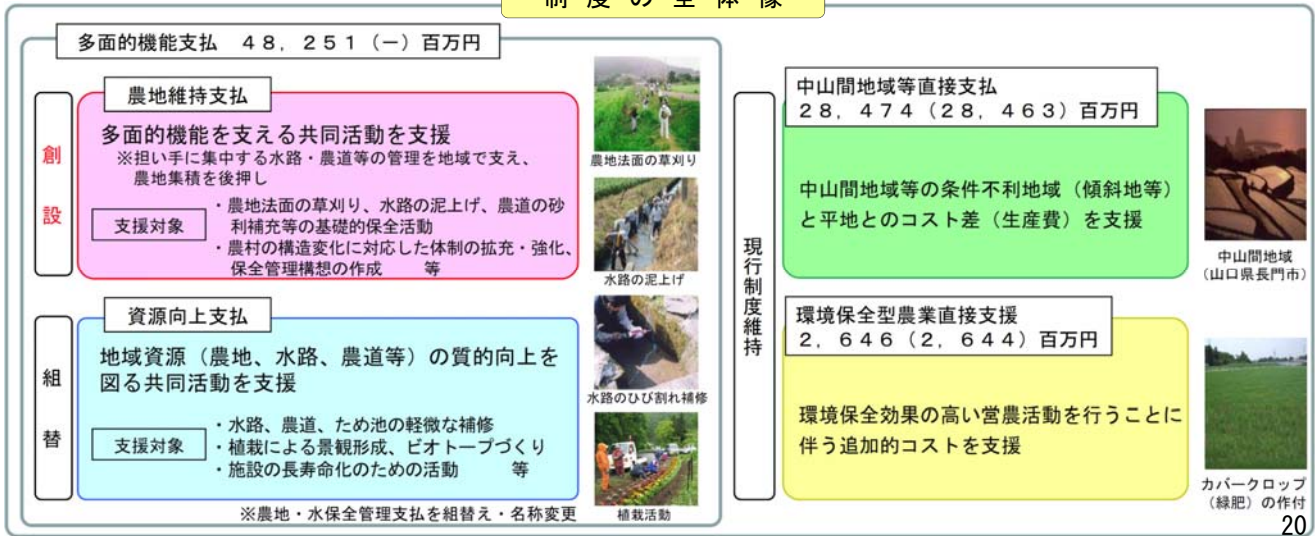 制度の全体像
多面的機能支払 ４８，２５１（－）百万円
創設
農地維持支払
多面的機能を支える共同活動を支援
※担い手に集中する水路・農道等の管理を地域で支え、
農地集積を後押し
支援対象
・農地法面の草刈り、水路の泥上げ、農道の砂
利補充等の基礎的保全活動
・農村の構造変化に対応した体制の拡充・強化、
保全管理構想の作成 等
組替
資源向上支払
地域資源（農地、水路、農道等）の質的向上を
図る共同活動を支援
支援対象
・水路、農道、ため池の軽微な補修
・植栽による景観形成、ビオトープづくり
・施設の長寿命化のための活動 等
※農地・水保全管理支払を組替え・名称変更
農地法面の草刈り
水路の泥上げ
水路のひび割れ補修
植栽活動
現行制度維持
中山間地域等直接支払
２８，４７４（２８，４６３）百万円
中山間地域等の条件不利地域（傾斜地等）
と平地とのコスト差（生産費）を支援
中山間地域
（山口県長門市）
環境保全型農業直接支援
２，６４６（２，６４４）百万円
環境保全効果の高い営農活動を行うことに
伴う追加的コストを支援
カバークロップ
（緑肥）の作付
20